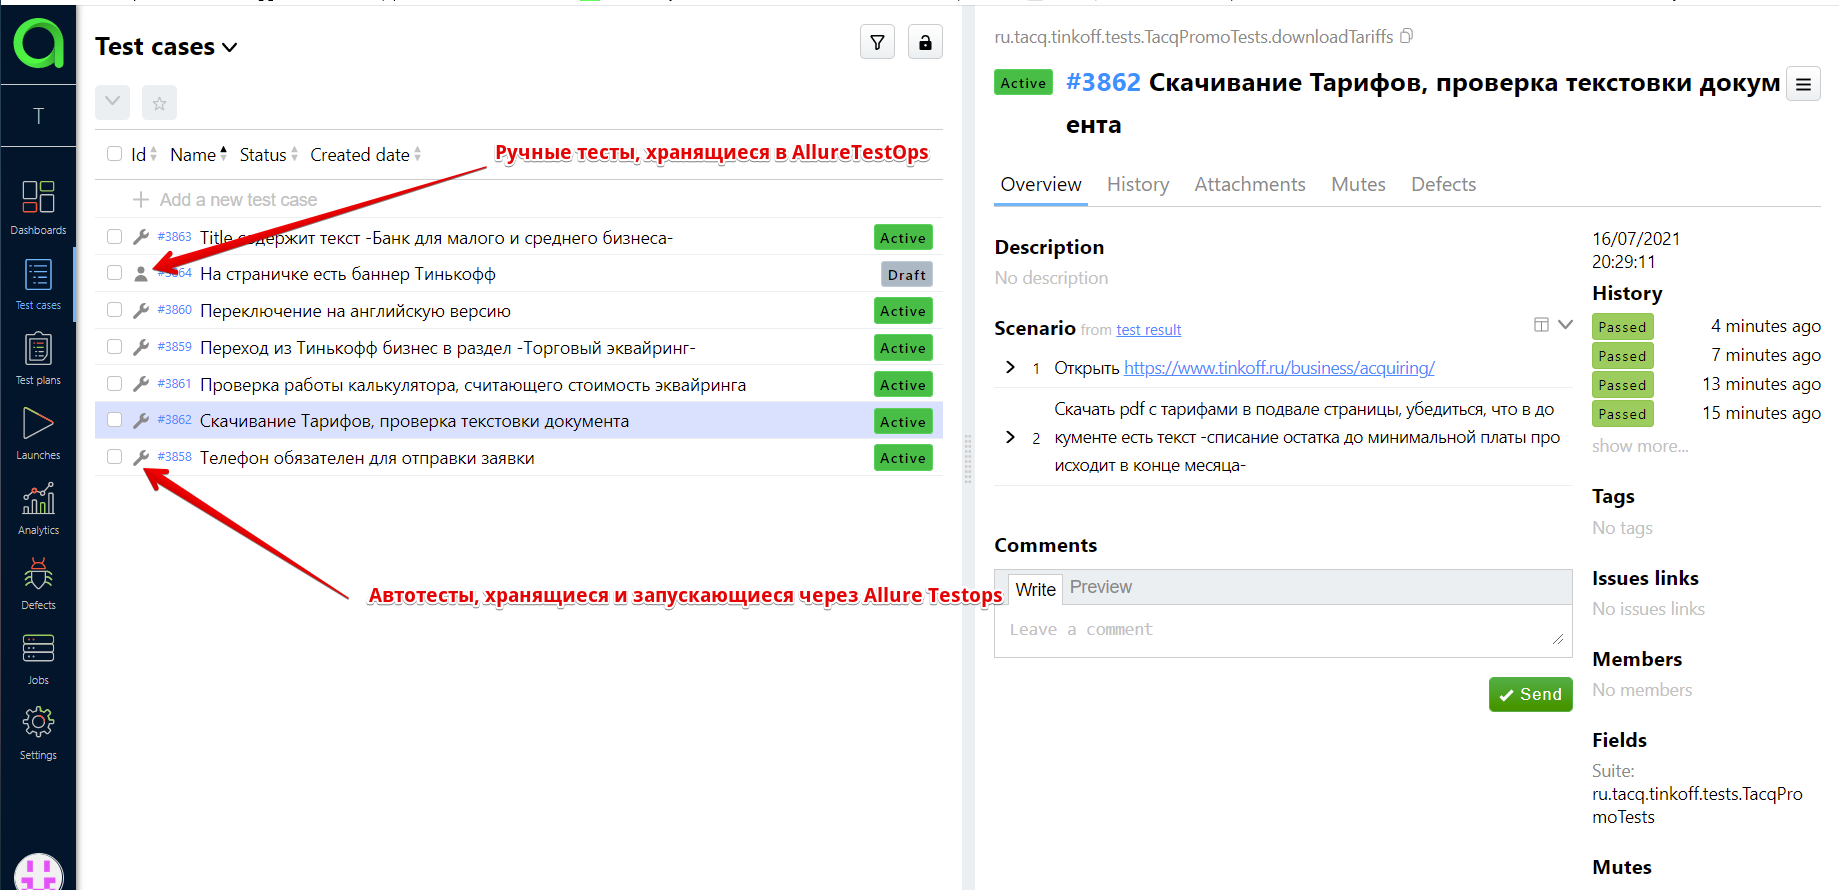 T
Dashboards
Test cases
Test plans
Launches
Analytics
Defects
Jobs
Settings
Test cases
Id Name Status Created date
Ручные тесты, хранящиеся в AllureTestOps
Add a new test case
#3863 Title содержит текст -Банк для малого и среднего бизнеса- Active
#3864 На страничке есть баннер Тинькофф Draft
#3860 Переключение на английскую версию Active
#3859 Переход из Тинькофф бизнес в раздел -Торговый эквайринг- Active
#3861 Проверка работы калькулятора, считающего стоимость эквайринга Active
#3862 Скачивание Тарифов, проверка текстовки документа Active
#3858 Телефон обязателен для отправки заявки Active
Автотесты, хранящиеся и запускающиеся через Allure Testops
ru.tacq.tinkoff.tests.TacqPromoTests.downloadTariffs
Active #3862 Скачивание Тарифов, проверка текстовки докум
ента
Overview History Attachments Mutes Defects
Description
No description
Scenario from test result
1 Открыть https://www.tinkoff.ru/business/acquiring/
2 Скачать pdf с тарифами в подвале страницы, убедиться, что в до
кументе есть текст -списание остатка до минимальной платы про
исходит в конце месяца-
Comments
Write Preview
Leave a comment
Send
16/07/2021
20:29:11
History
Passed 4 minutes ago
Passed 7 minutes ago
Passed 13 minutes ago
Passed 15 minutes ago
show more...
Tags
No tags
Issues links
No issues links
Members
No members
Fields
Suite:
ru.tacq.tinkoff.tests.TacqPro
moTests
Mutes